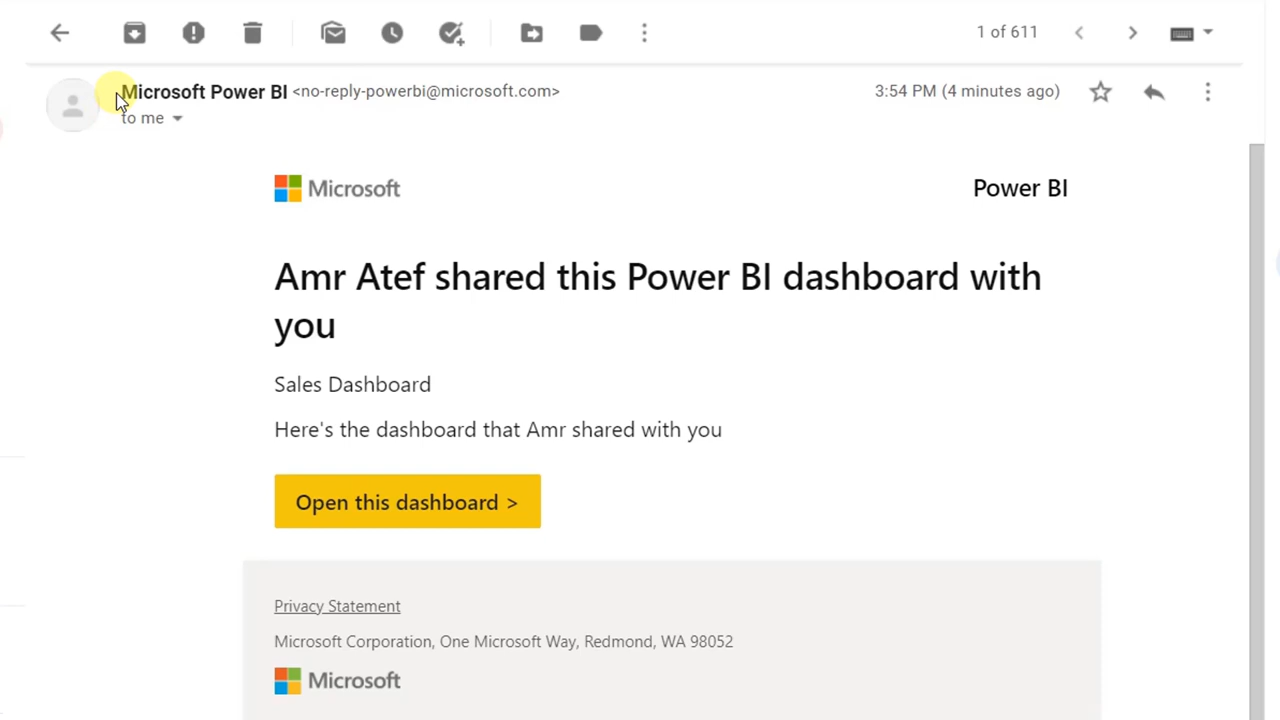 1 of 611
Microsoft Power BI <no-reply-powerbi@microsoft.com> 3:54 PM (4 minutes ago)
to me
Microsoft Power BI
Amr Atef shared this Power BI dashboard with
you
Sales Dashboard
Here's the dashboard that Amr shared with you
Open this dashboard >
Privacy Statement
Microsoft Corporation, One Microsoft Way, Redmond, WA 98052
Microsoft